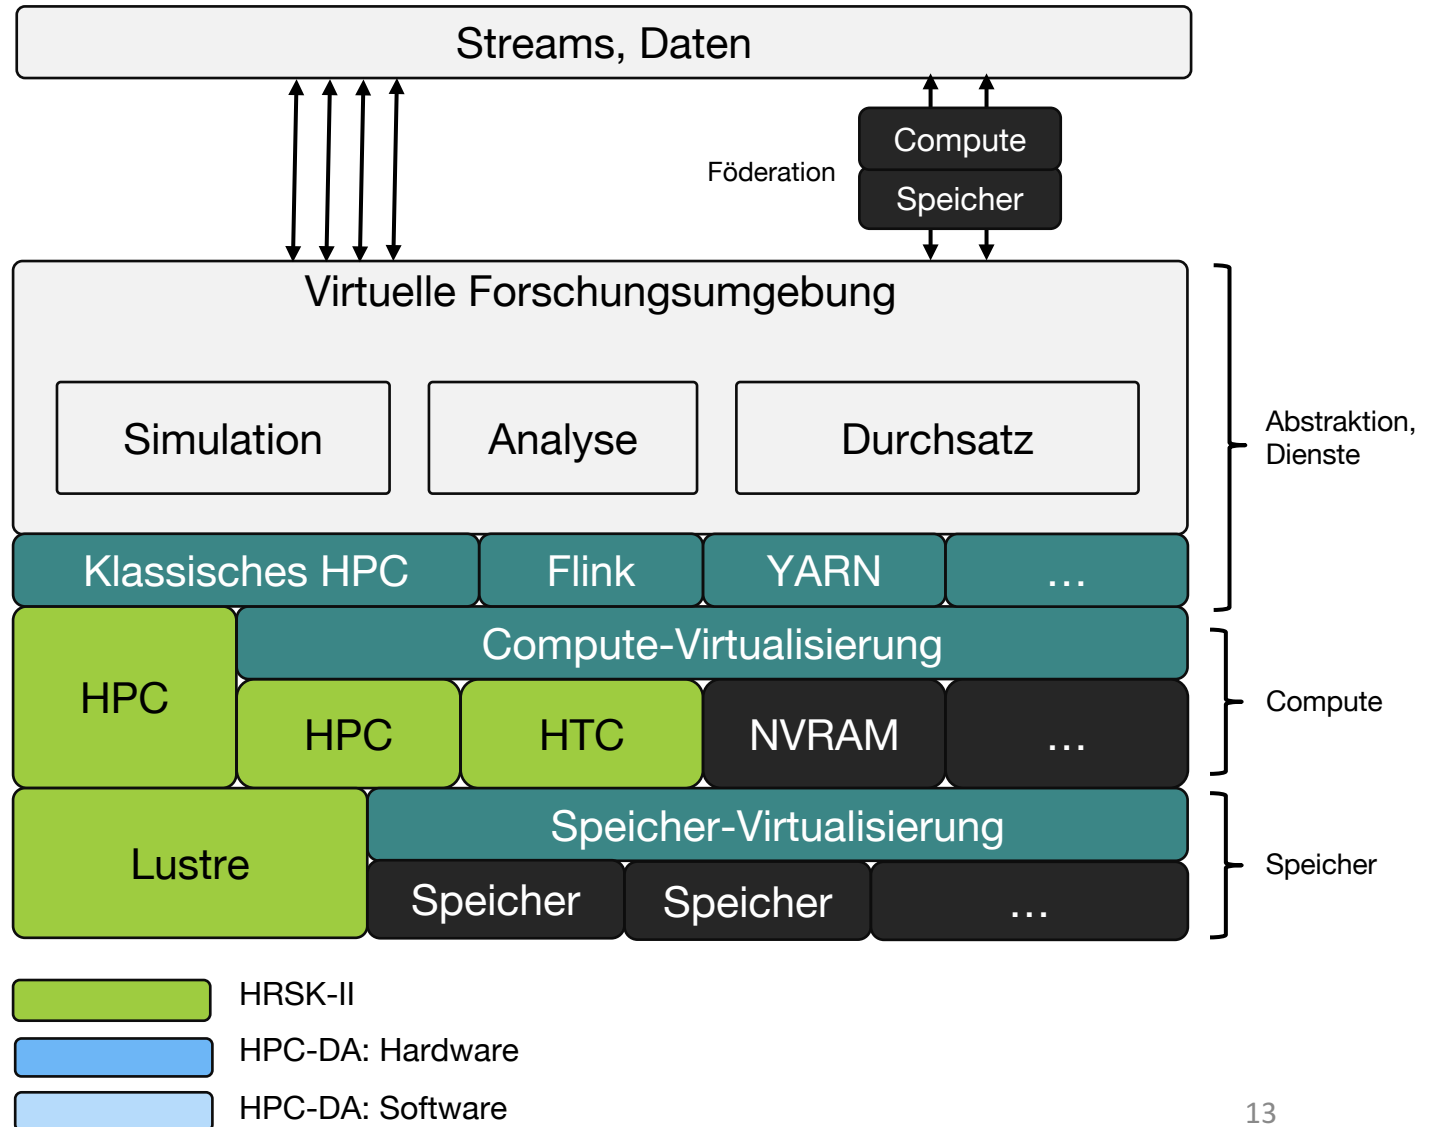 Streams, Daten
Compute
Föderation
Speicher
Virtuelle Forschungsumgebung
Simulation
Analyse
Durchsatz
Abstraktion,
Dienste
Klassisches HPC
Flink
YARN
...
Compute-Virtualisierung
HPC
HPC
HTC
NVRAM
...
Compute
Lustre
Speicher-Virtualisierung
Speicher
Speicher
...
Speicher
HRSK-II
HPC-DA: Hardware
HPC-DA: Software
13